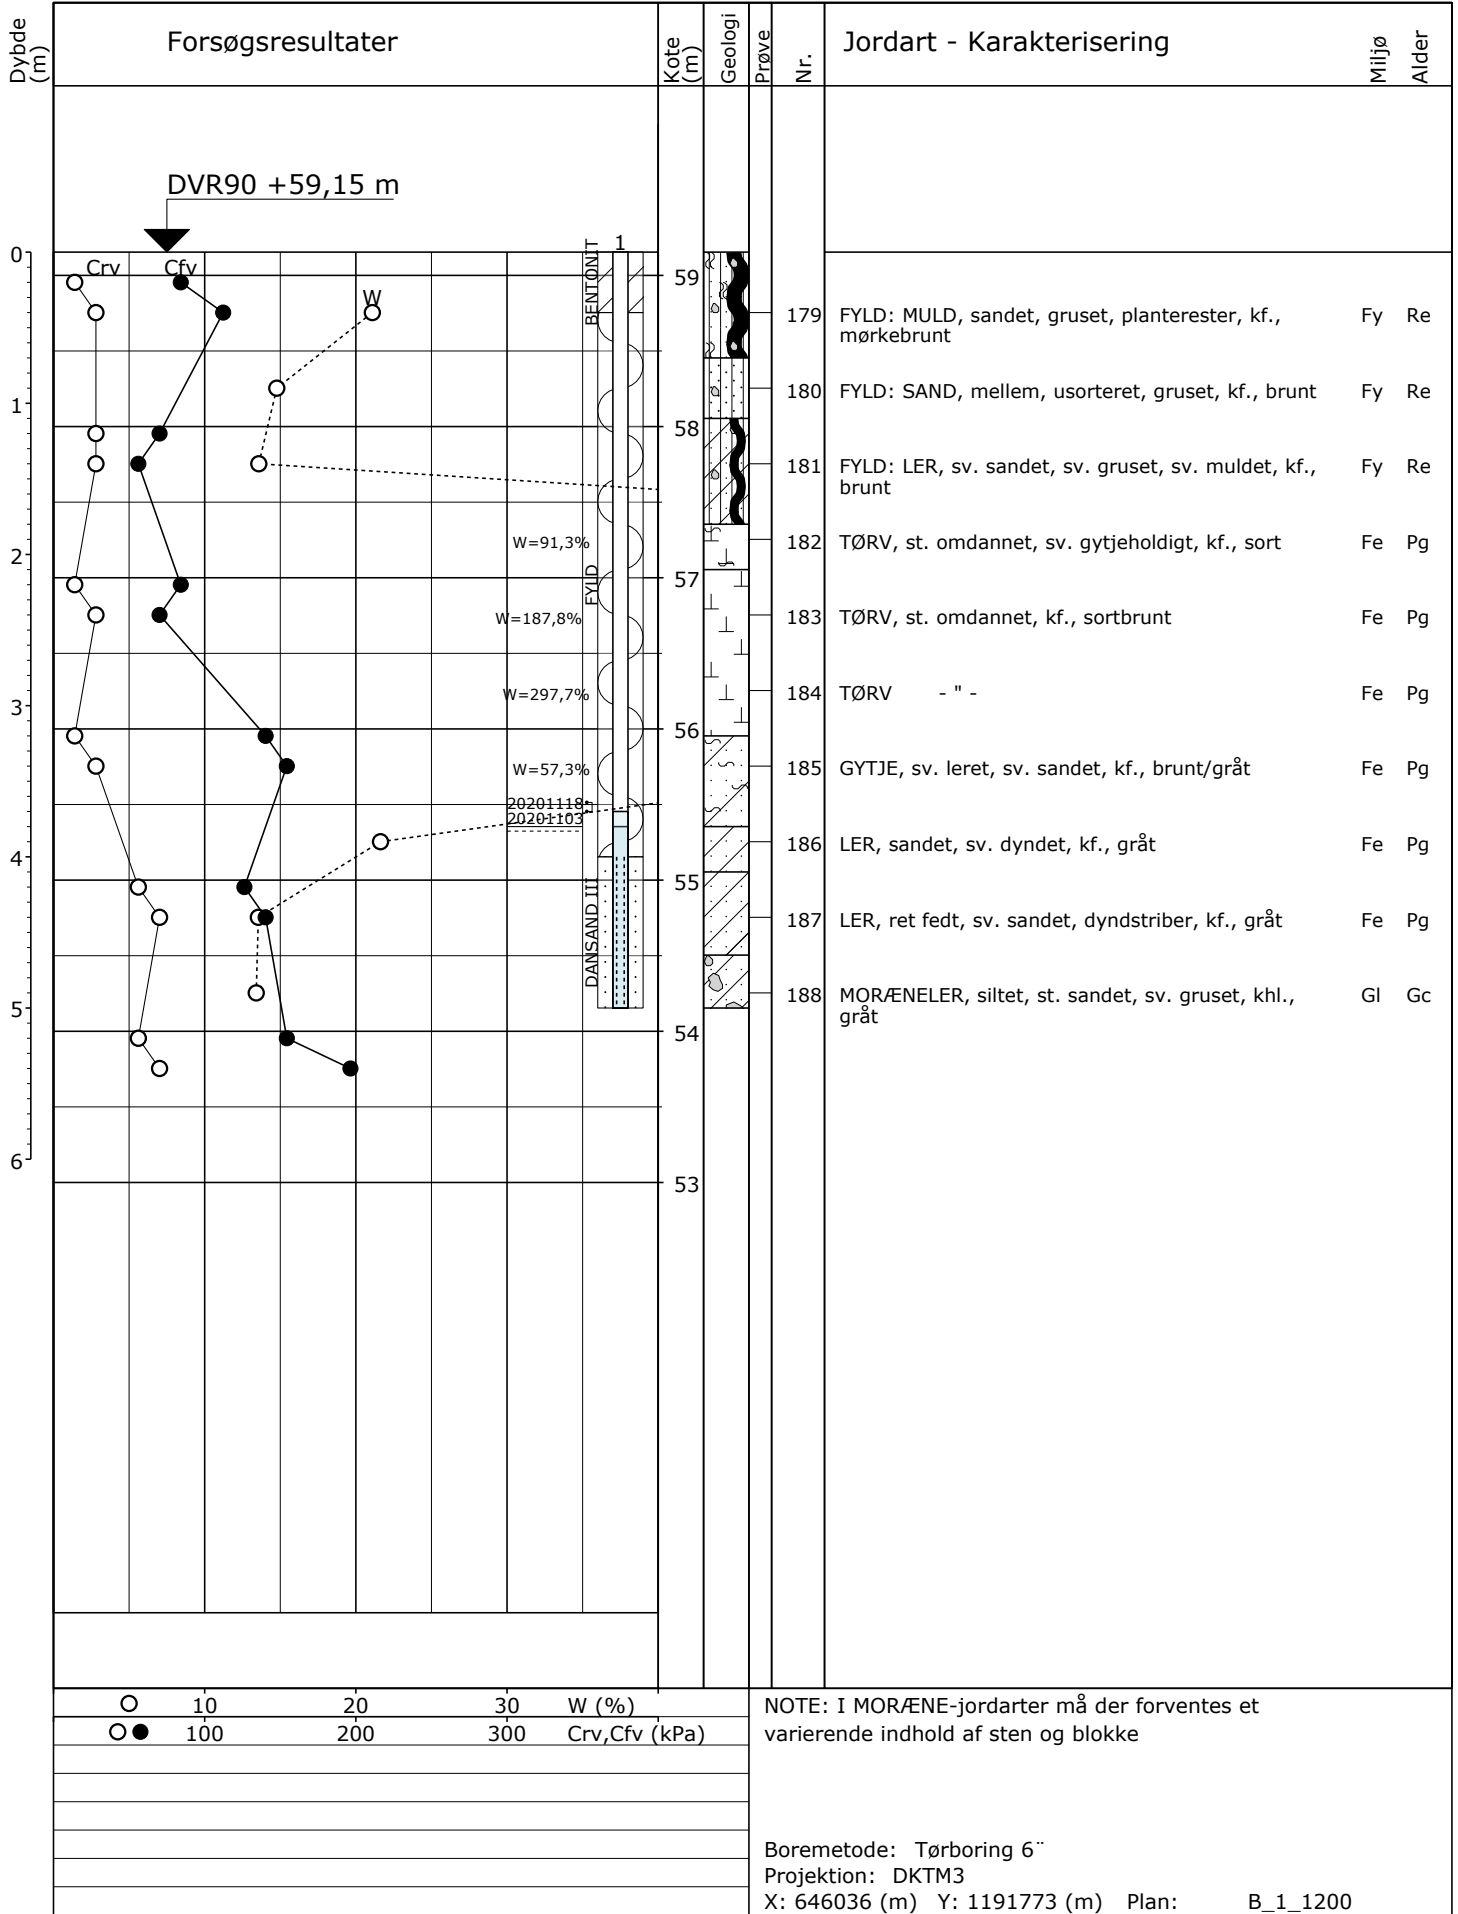 Dybde (m)
Forsøgsresultater
Kote (m)
Geologi
Prøve
Nr.
Jordart - Karakterisering
Miljø
Alder
DVR90 +59,15 m
0
Crv
Cfv
W
BENTONIT
1
59
179 FYLD: MULD, sandet, gruset, planterester, kf., Fy Re
mørkebrunt
180 FYLD: SAND, mellem, usorteret, gruset, kf., brunt Fy Re
1
58
181 FYLD: LER, sv. sandet, sv. gruset, sv. muldet, kf., Fy Re
brunt
W=91,3%
182 TØRV, st. omdannet, sv. gytjeholdigt, kf., sort Fe Pg
2
57
FYLD
W=187,8%
183 TØRV, st. omdannet, kf., sortbrunt Fe Pg
W=297,7%
184 TØRV - " - Fe Pg
3
56
W=57,3%
185 GYTJE, sv. leret, sv. sandet, kf., brunt/gråt Fe Pg
20201118
20201103
186 LER, sandet, sv. dyndet, kf., gråt Fe Pg
4
55
DANSAND III
187 LER, ret fedt, sv. sandet, dyndstriber, kf., gråt Fe Pg
188 MORÆNELER, siltet, st. sandet, sv. gruset, khl., Gl Gc
gråt
5
54
6
53
10 20 30 W (%)
100 200 300 Crv,Cfv (kPa)
NOTE: I MORÆNE-jordarter må der forventes et
varierende indhold af sten og blokke
Boremetode: Tørboring 6¨
Projektion: DKTM3
X: 646036 (m) Y: 1191773 (m) Plan: B_1_1200